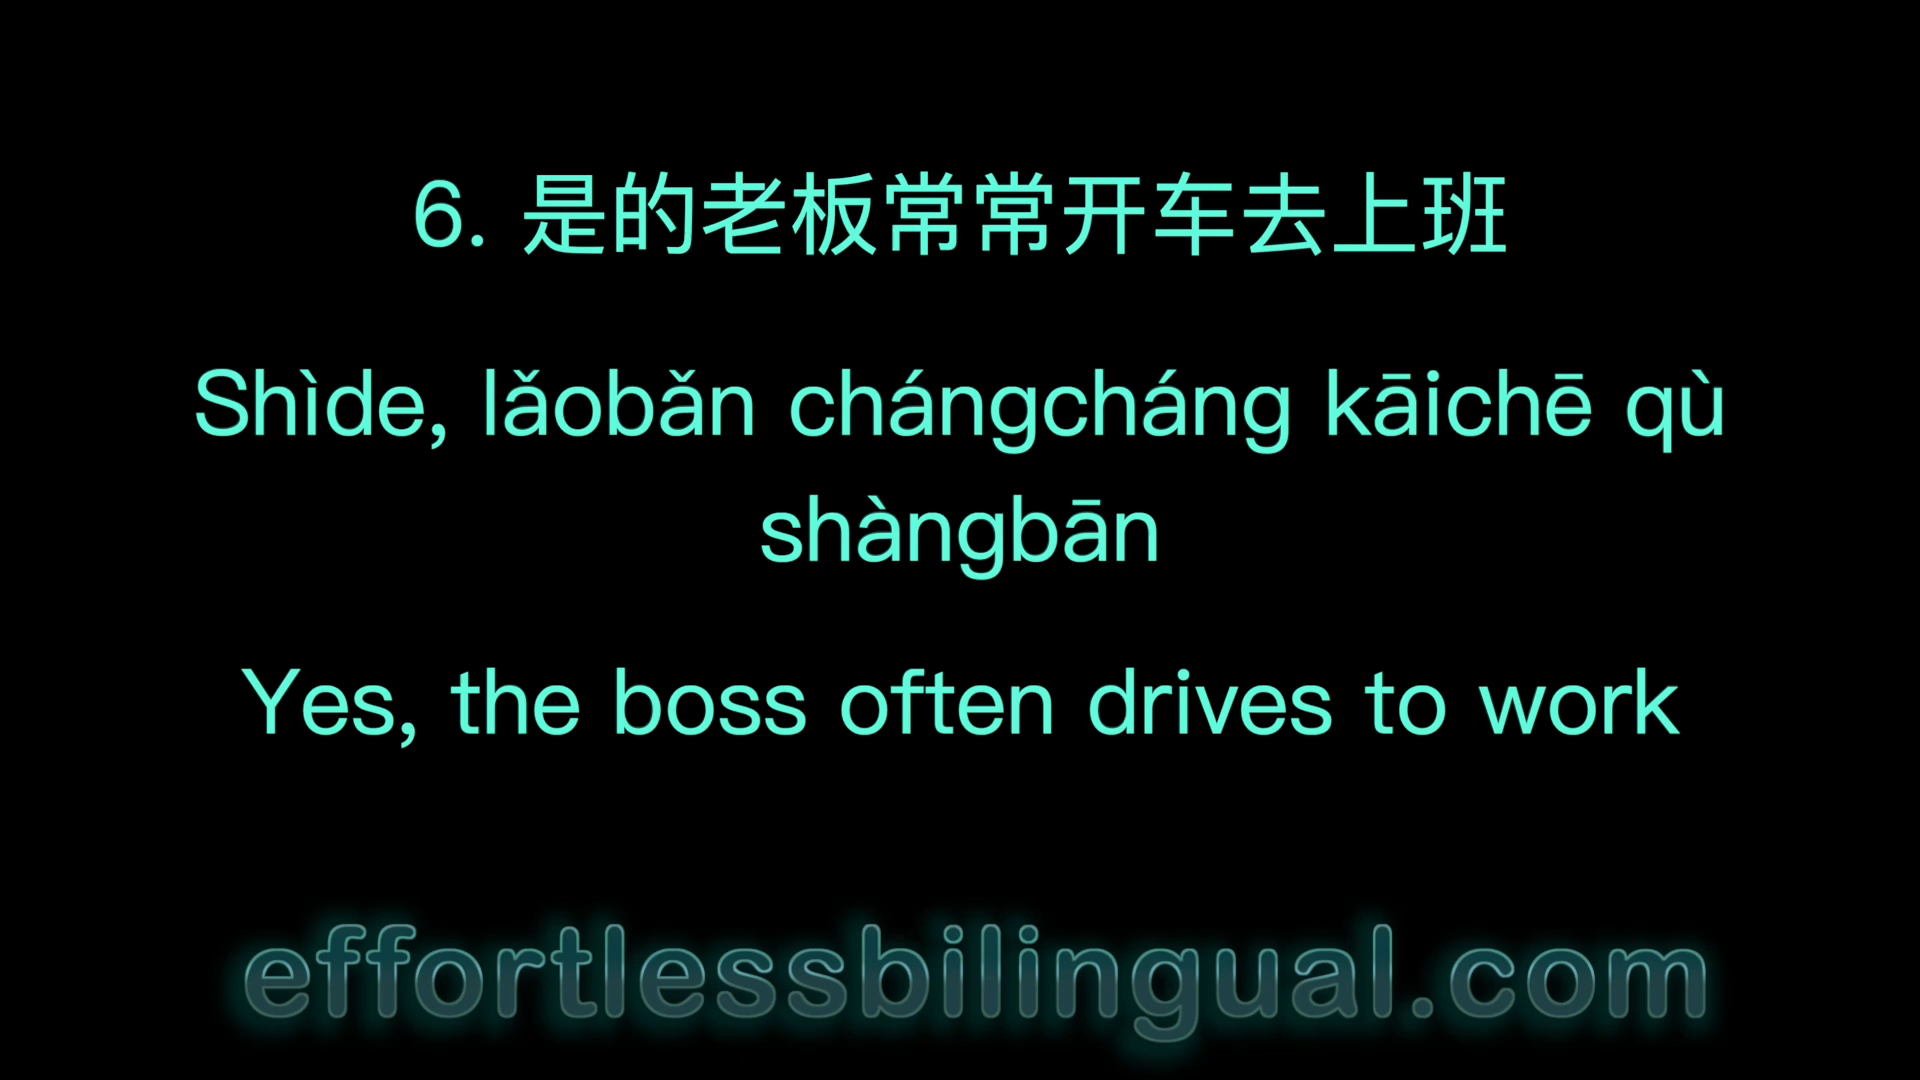 6. 是的老板常常开车去上班
Shìde, lǎobǎn chángcháng kāichē qù
shàngbān
Yes, the boss often drives to work
effortlessbilingual.com